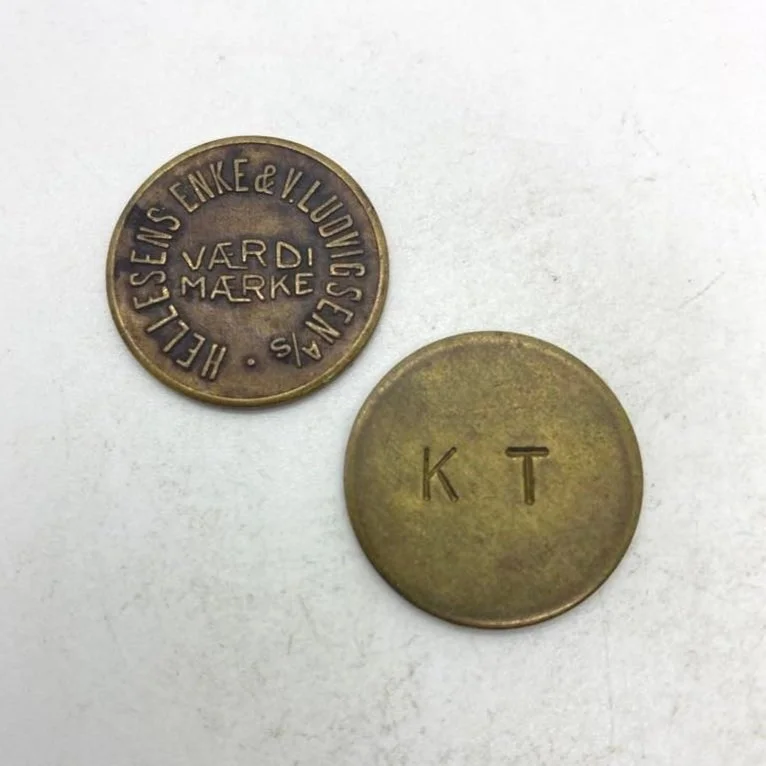 HELLESENS ENKE & V. LUDVIGSEN A/S ·
VÆRDI
MÆRKE
K T